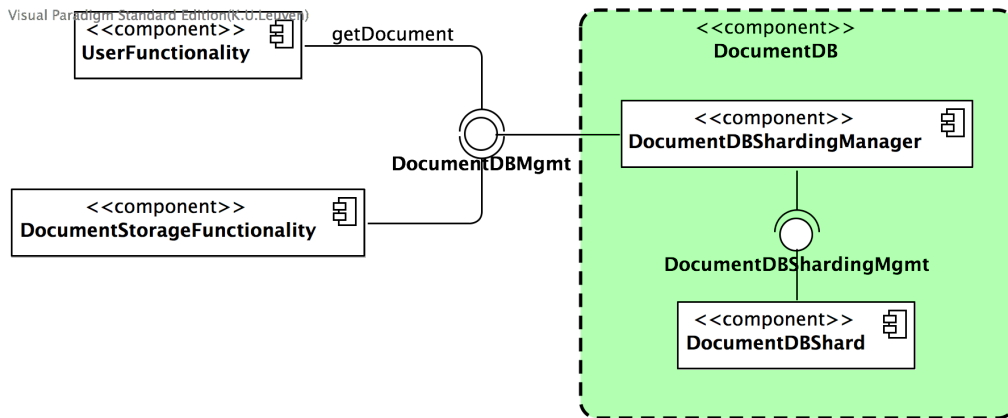 Visual Paradigm Standard Edition(K.U.Leuven)
<<component>>
UserFunctionality
getDocument
<<component>>
DocumentDB
<<component>>
DocumentDBShardingManager
DocumentDBMgmt
<<component>>
DocumentStorageFunctionality
DocumentDBShardingMgmt
<<component>>
DocumentDBShard